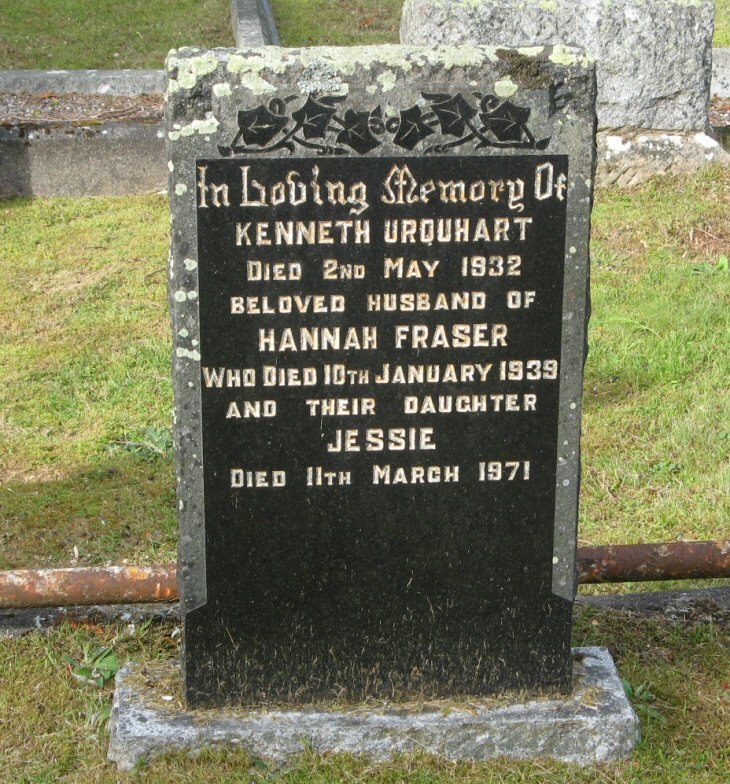 In Loving Memory Of
KENNETH URQUHART
DIED 2ND MAY 1932
BELOVED HUSBAND OF
HANNAH FRASER
WHO DIED 10TH JANUARY 1939
AND THEIR DAUGHTER
JESSIE
DIED 11TH MARCH 1971